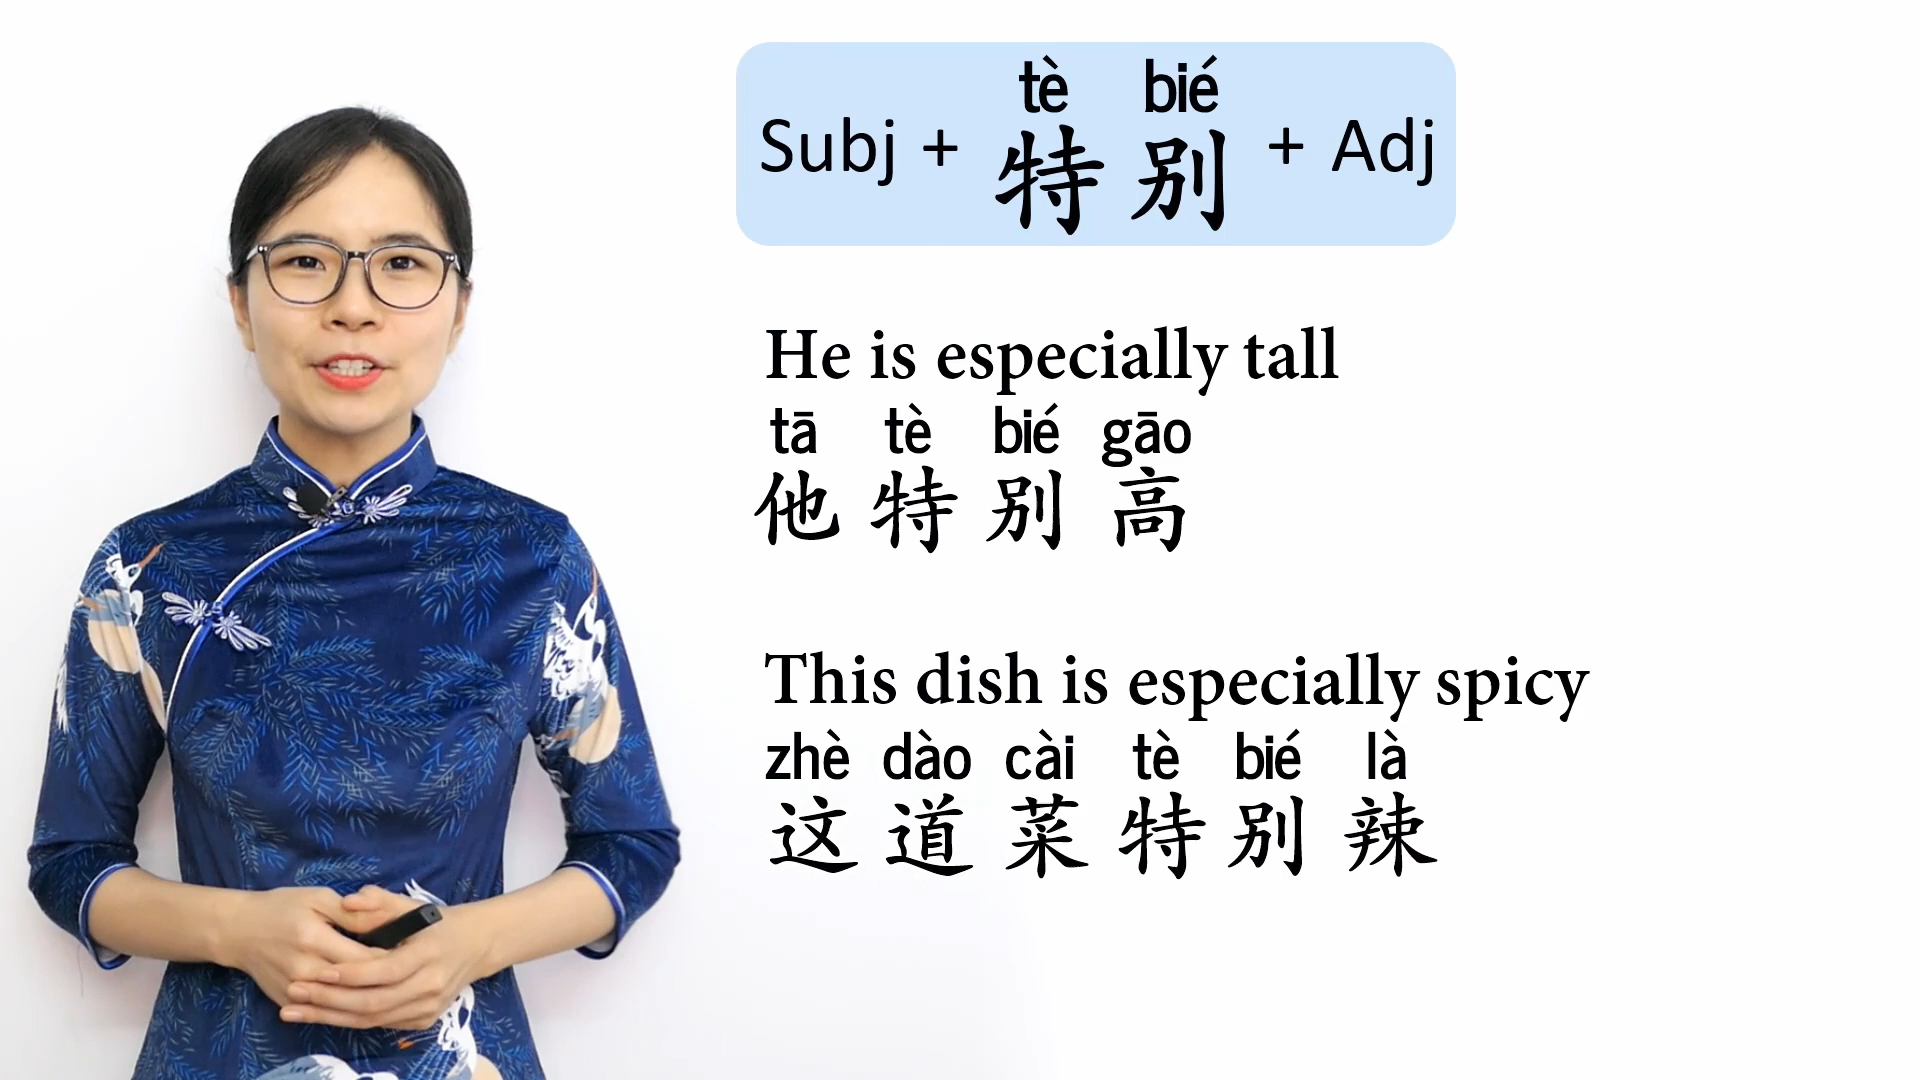 tè bié
Subj + 特别 + Adj
He is especially tall
tā tè bié gāo
他特别高
This dish is especially spicy
zhè dào cài tè bié là
这道菜特别辣